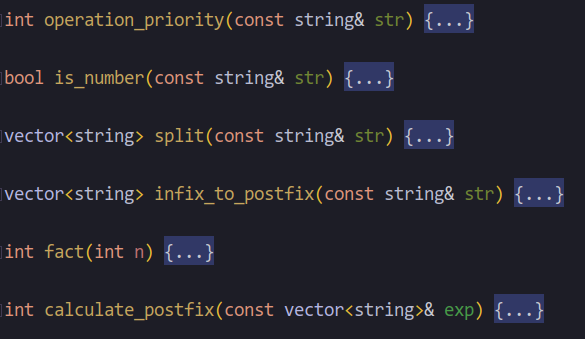 int operation_priority(const string& str) {...}
bool is_number(const string& str) {...}
vector<string> split(const string& str) {...}
vector<string> infix_to_postfix(const string& str) {...}
int fact(int n) {...}
int calculate_postfix(const vector<string>& exp) {...}